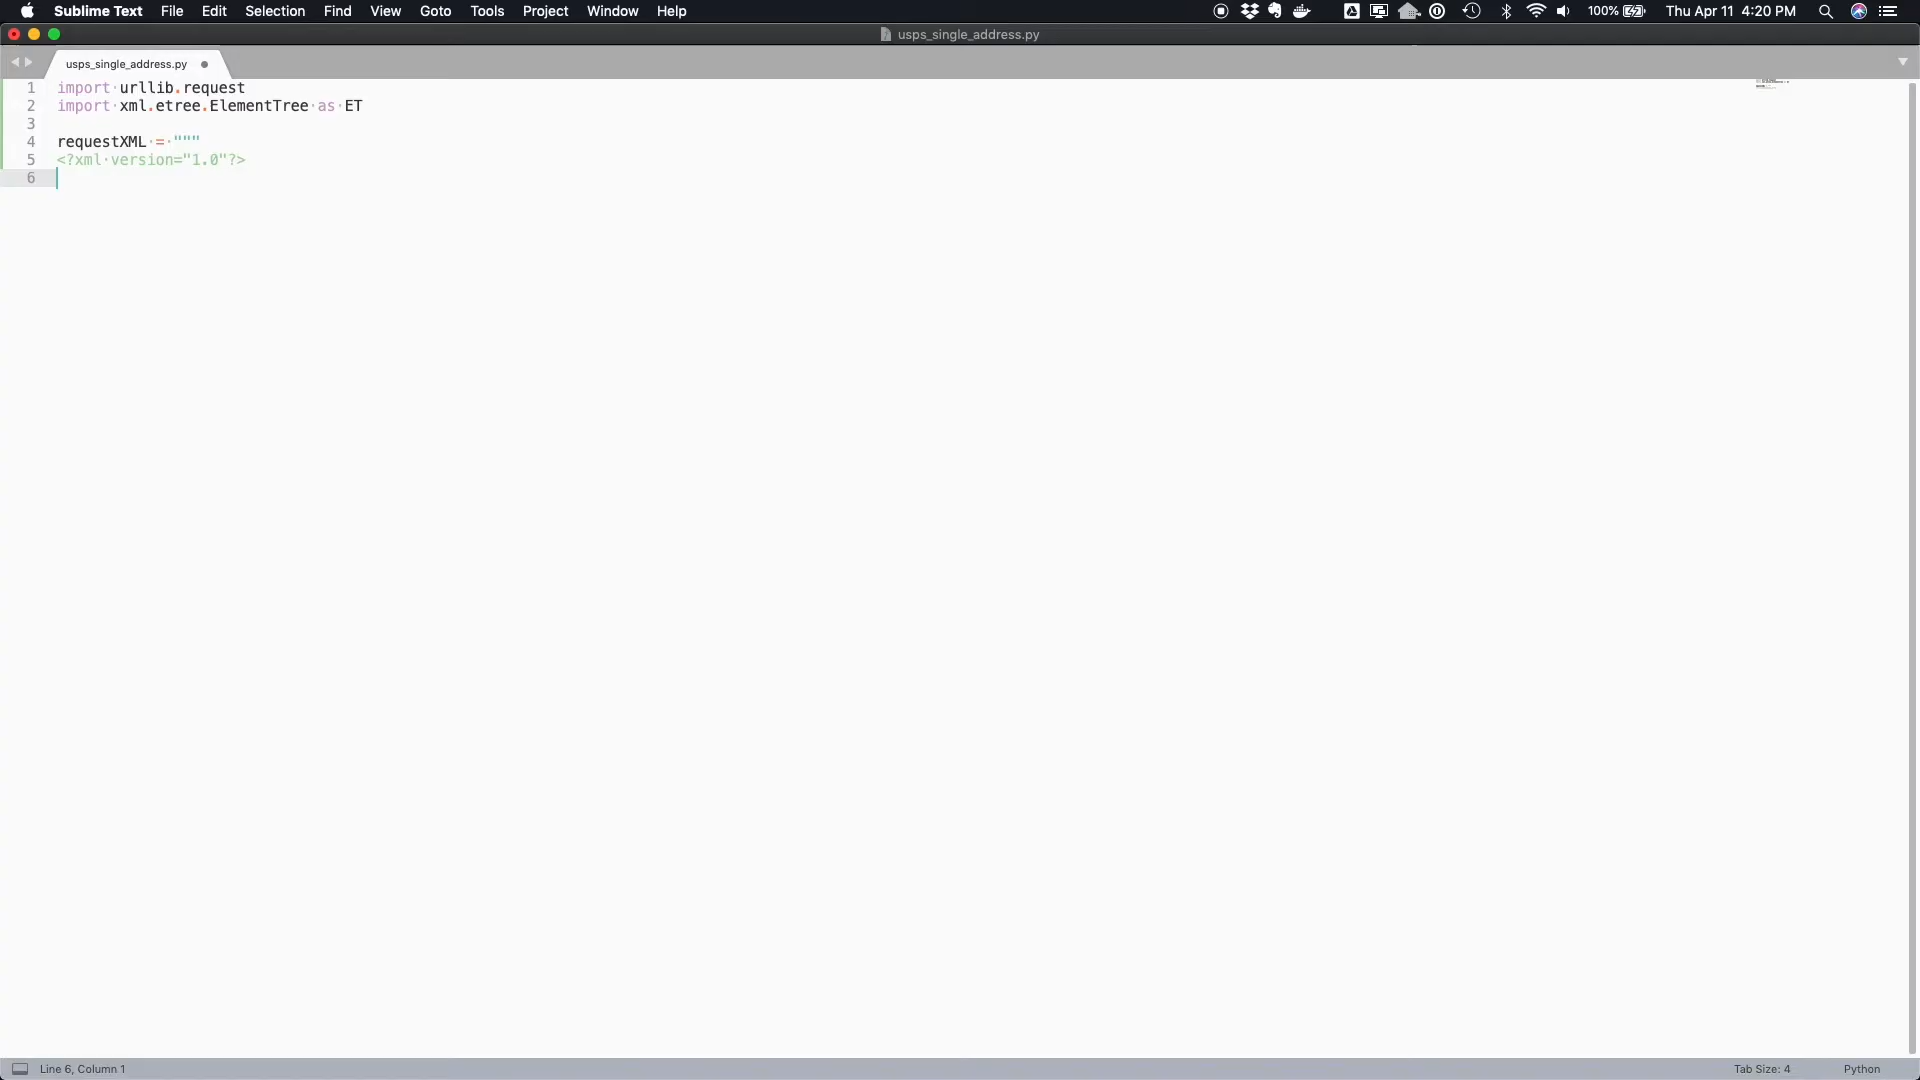 Sublime Text File Edit Selection Find View Goto Tools Project Window Help 100% Thu Apr 11 4:20 PM
usps_single_address.py
usps_single_address.py
1 import urllib.request
2 import xml.etree.ElementTree as ET
3
4 requestXML = """
5 <?xml version="1.0"?>
6
Line 6, Column 1 Tab Size: 4 Python